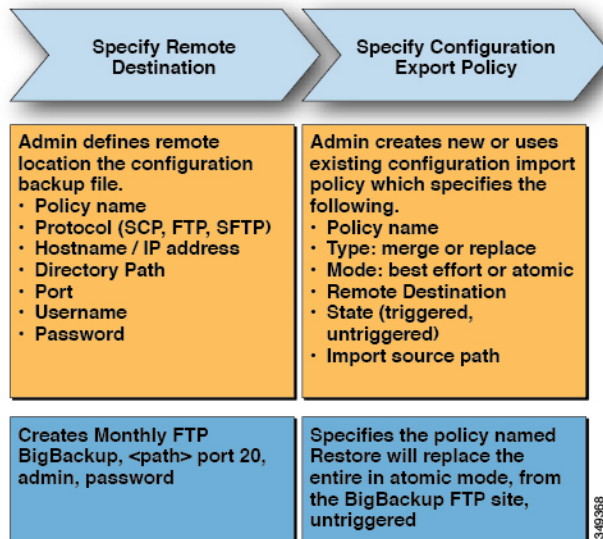 Specify Remote
Destination
Specify Configuration
Export Policy
Admin defines remote
location the configuration
backup file.
• Policy name
• Protocol (SCP, FTP, SFTP)
• Hostname / IP address
• Directory Path
• Port
• Username
• Password
Admin creates new or uses
existing configuration import
policy which specifies the
following.
• Policy name
• Type: merge or replace
• Mode: best effort or atomic
• Remote Destination
• State (triggered,
untriggered)
• Import source path
Creates Monthly FTP
BigBackup, <path> port 20,
admin, password
Specifies the policy named
Restore will replace the
entire in atomic mode, from
the BigBackup FTP site,
untriggered
349368